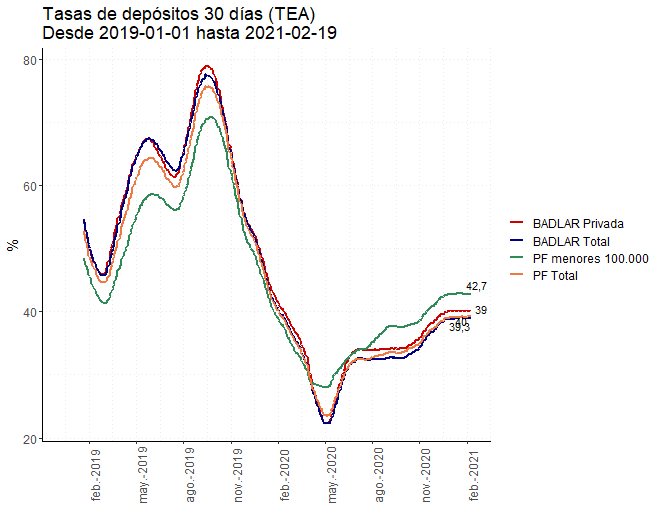 Tasas de depósitos 30 días (TEA)
Desde 2019-01-01 hasta 2021-02-19
%
80
60
40
20
42,7
39
39,3
BADLAR Privada
BADLAR Total
PF menores 100.000
PF Total
feb.-2019
may.-2019
ago.-2019
nov.-2019
feb.-2020
may.-2020
ago.-2020
nov.-2020
feb.-2021